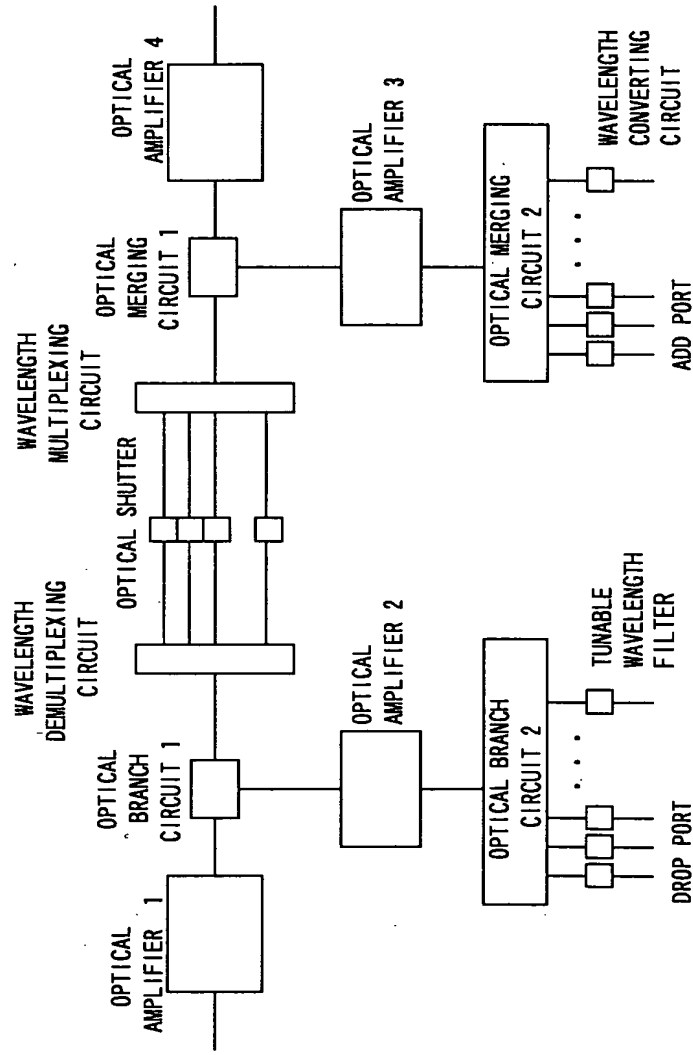 OPTICAL
AMPLIFIER 1
OPTICAL
BRANCH
CIRCUIT 1
WAVELENGTH
DEMULTIPLEXING
CIRCUIT
OPTICAL SHUTTER
WAVELENGTH
MULTIPLEXING
CIRCUIT
OPTICAL
MERGING
CIRCUIT 1
OPTICAL
AMPLIFIER 4
OPTICAL
AMPLIFIER 2
OPTICAL
AMPLIFIER 3
OPTICAL BRANCH
CIRCUIT 2
OPTICAL MERGING
CIRCUIT 2
DROP PORT
TUNABLE
WAVELENGTH
FILTER
ADD PORT
WAVELENGTH
CONVERTING
CIRCUIT